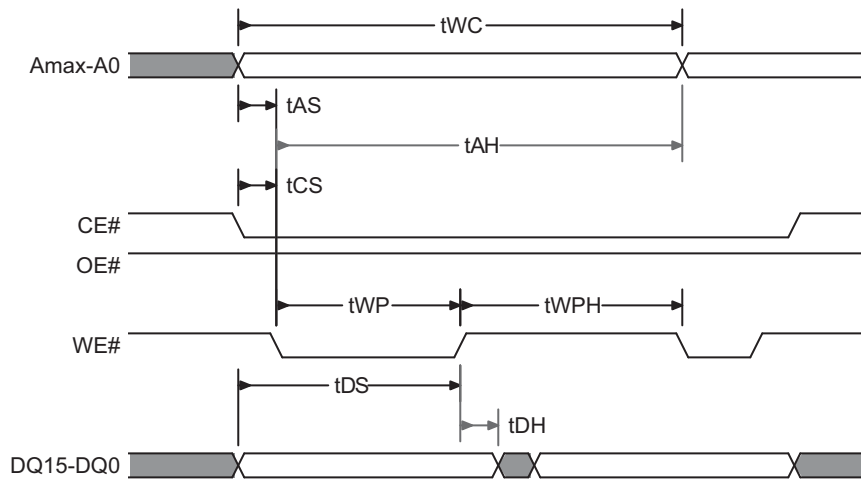 tWC
Amax-A0
tAS
tAH
tCS
CE#
OE#
tWP
tWPH
WE#
tDS
tDH
DQ15-DQ0